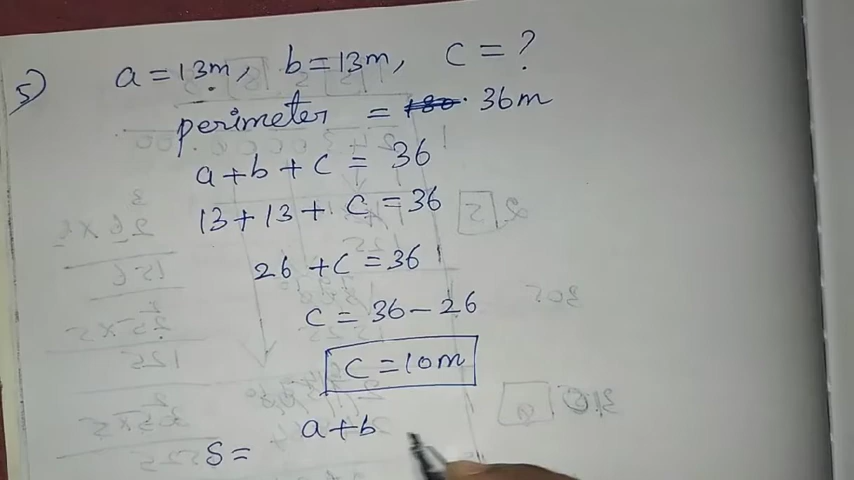 5) a = 13m, b = 13m, c = ?
perimeter = 180 36m
a + b + c = 36
13 + 13 + c = 36
26 + c = 36
c = 36 - 26
c = 10m
s = a + b